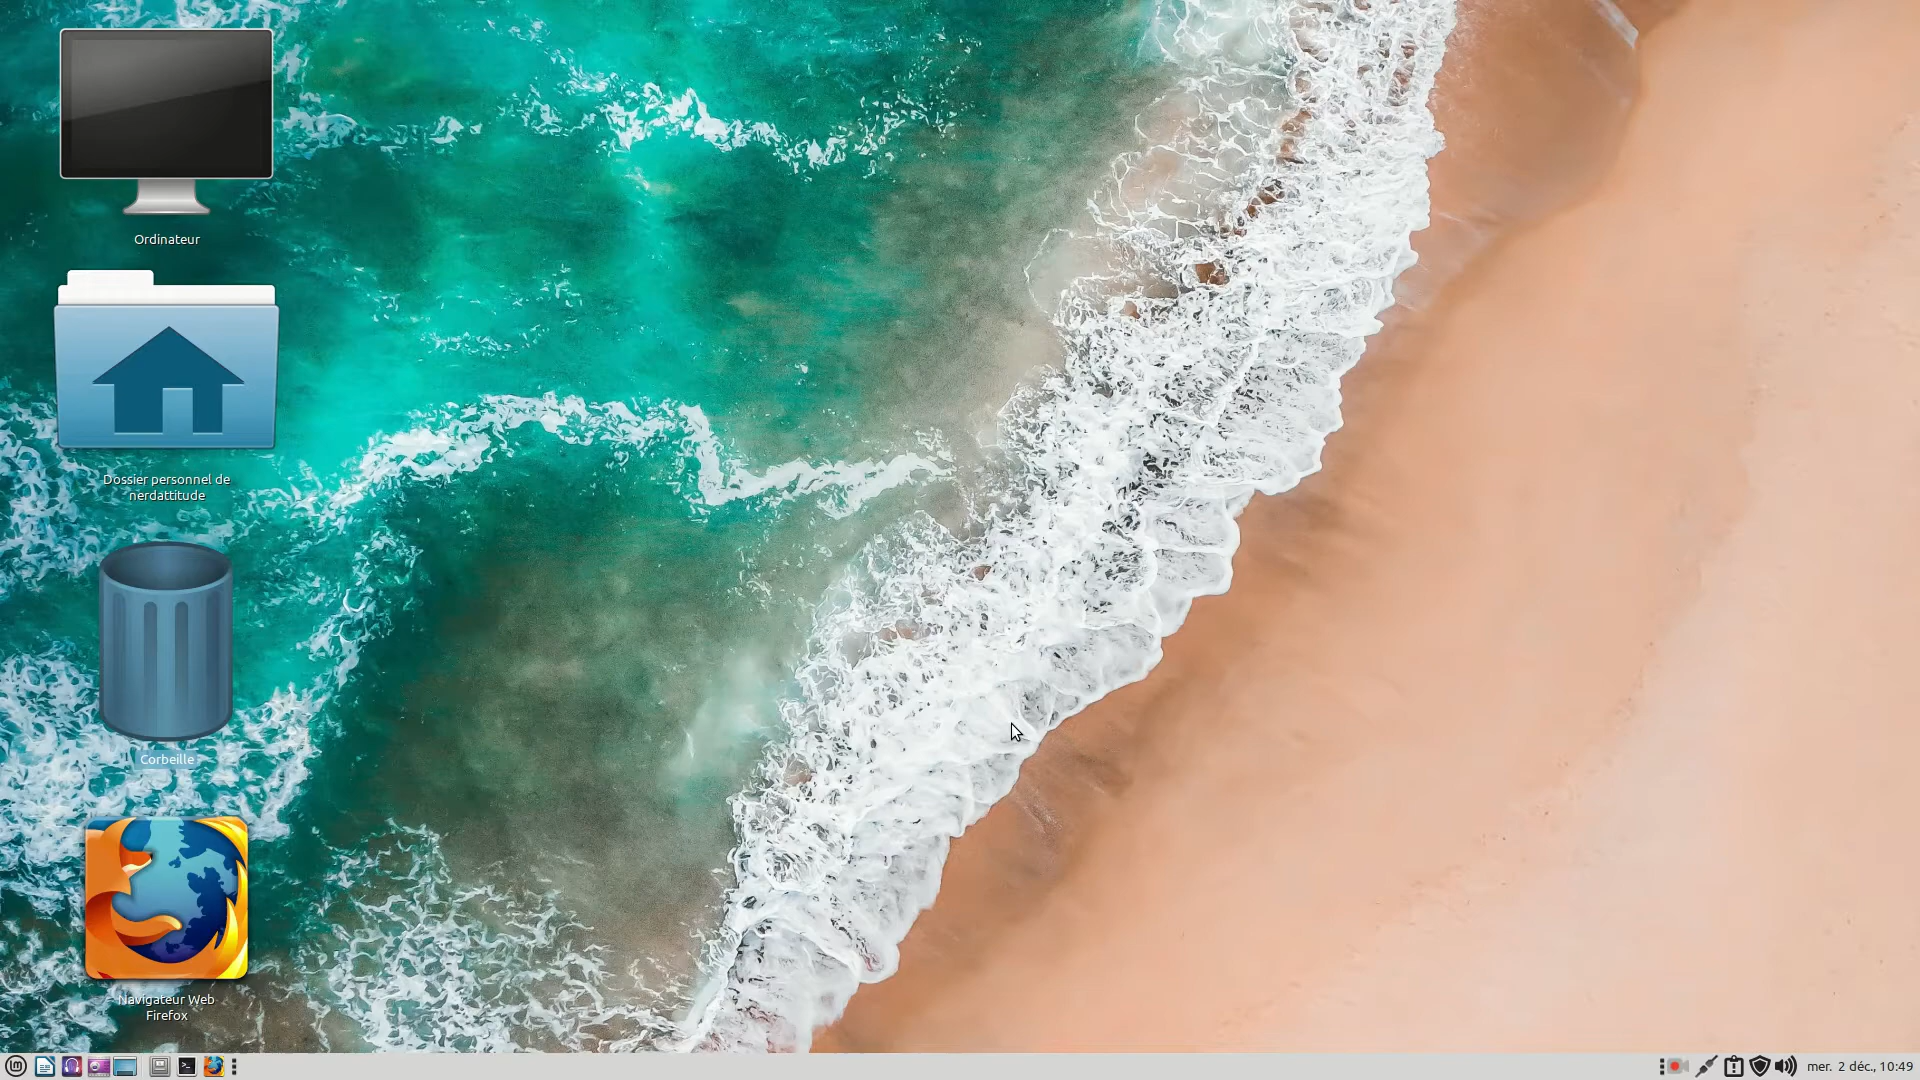 Ordinateur
Dossier personnel de
nerdattitude
Corbeille
Navigateur Web
Firefox
mer. 2 déc., 10:49